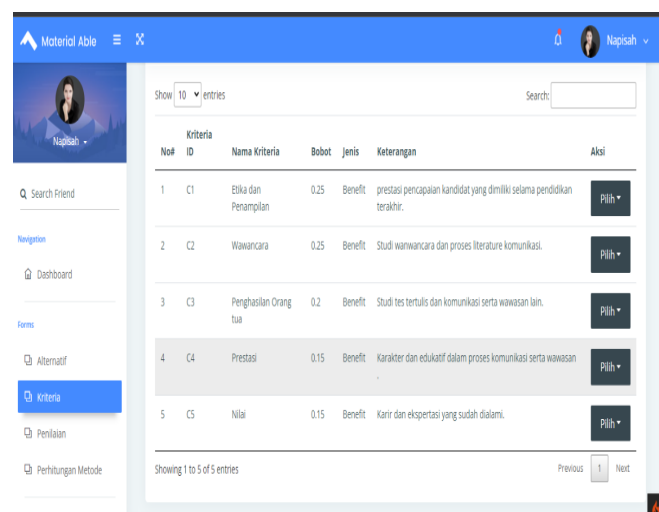 Material Able
Napisah
Napisah
Search Friend
Navigation
Dashboard
Forms
Alternatif
Kriteria
Penilaian
Perhitungan Metode
Show 10 entries
Search:
No# Kriteria ID Nama Kriteria Bobot Jenis Keterangan Aksi
1 C1 Etika dan Penampilan 0.25 Benefit prestasi pencapaian kandidat yang dimiliki selama pendidikan terakhir. Pilih
2 C2 Wawancara 0.25 Benefit Studi wanwancara dan proses literature komunikasi. Pilih
3 C3 Penghasilan Orang tua 0.2 Benefit Studi tes tertulis dan komunikasi serta wawasan lain. Pilih
4 C4 Prestasi 0.15 Benefit Karakter dan edukatif dalam proses komunikasi serta wawasan . Pilih
5 C5 Nilai 0.15 Benefit Karir dan ekspertasi yang sudah dialami. Pilih
Showing 1 to 5 of 5 entries
Previous 1 Next